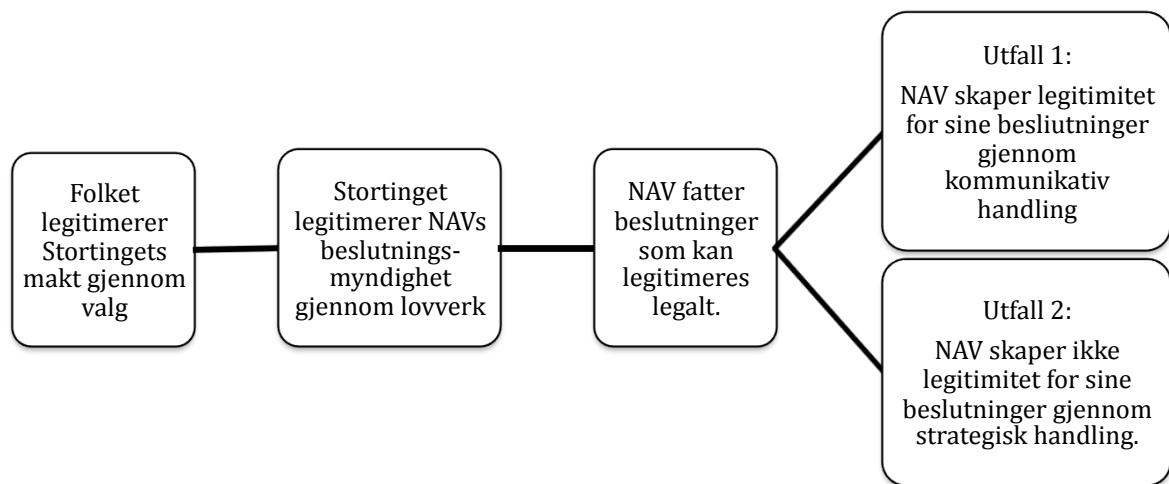 Folket
legitimerer
Stortingets
makt gjennom
valg
Stortinget
legitimerer NAVs
beslutnings-
myndighet
gjennom lovverk
NAV fatter
beslutninger
som kan
legitimeres
legalt.
Utfall 1:
NAV skaper legitimitet
for sine besliutninger
gjennom
kommunikativ
handling
Utfall 2:
NAV skaper ikke
legitimitet for sine
beslutninger gjennom
strategisk handling.